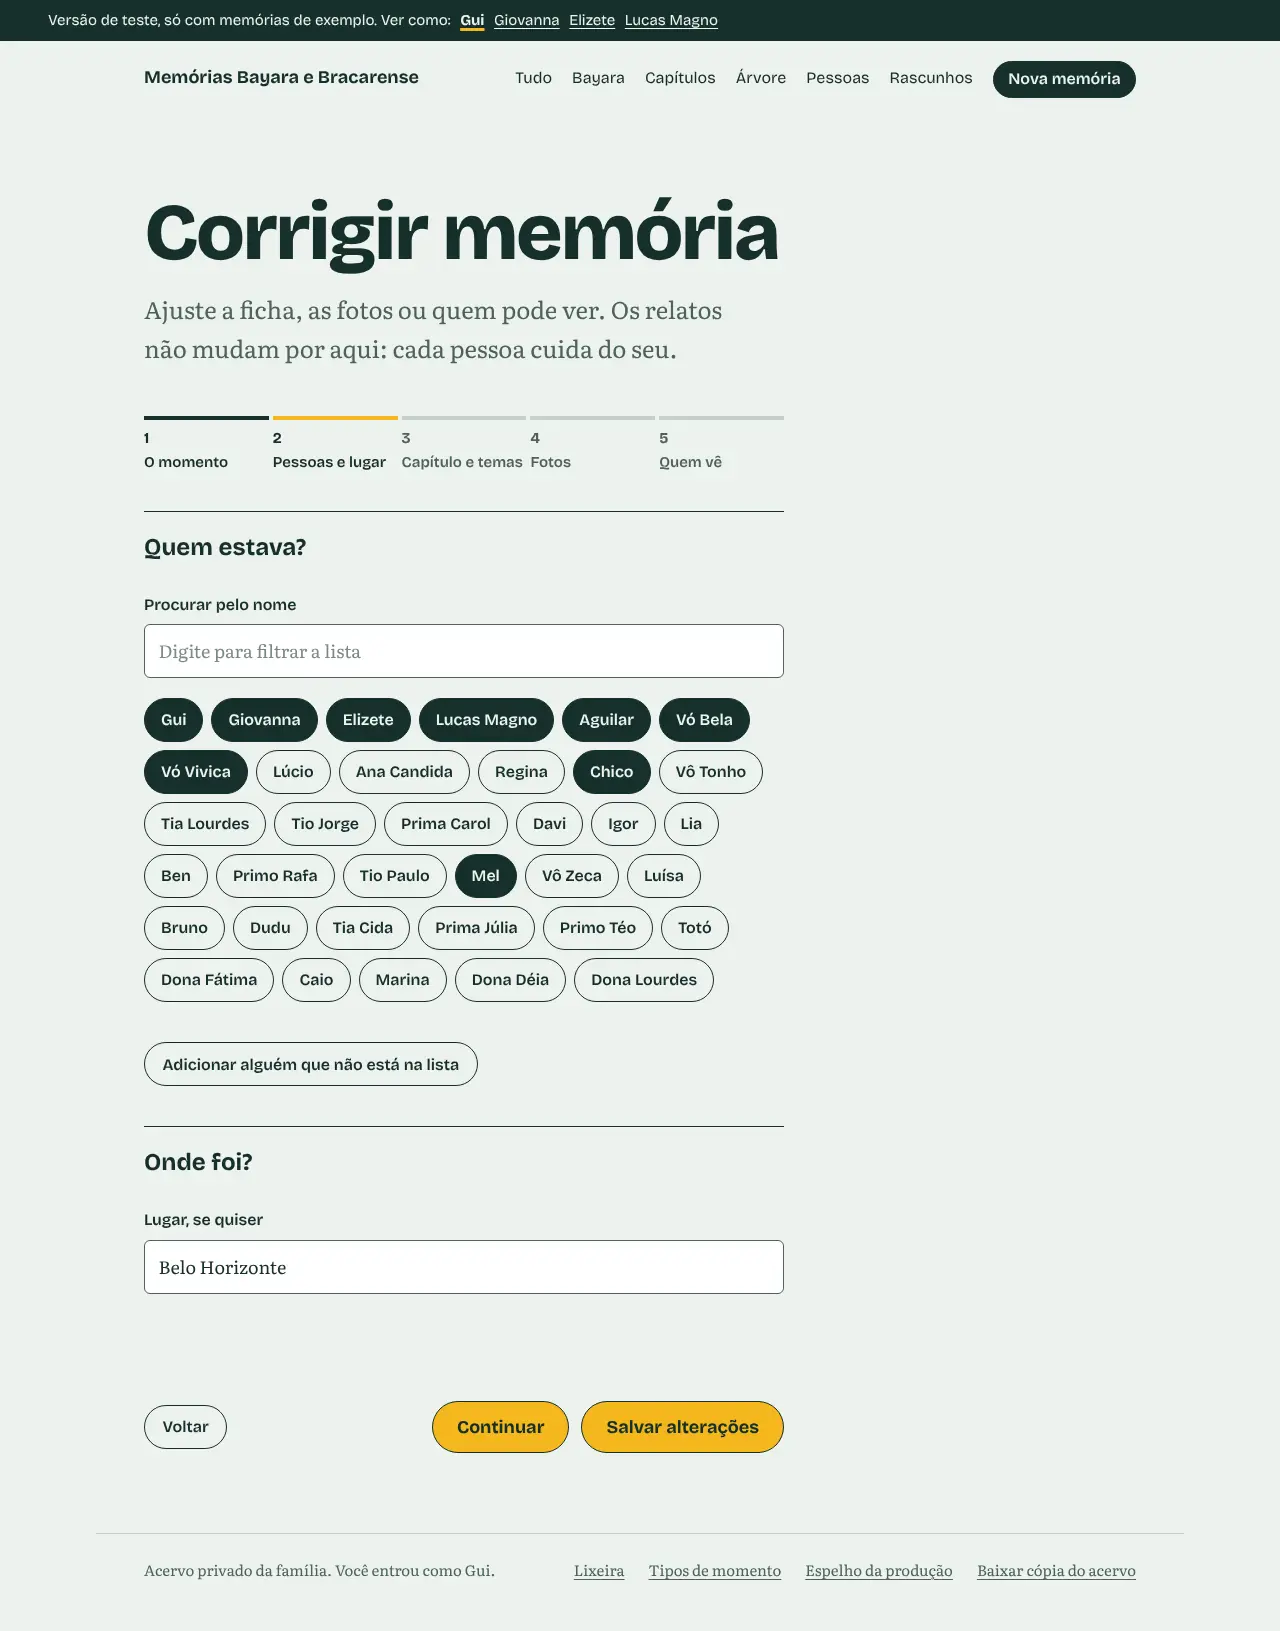 Versão de teste, só com memórias de exemplo. Ver como: Gui Giovanna Elizete Lucas Magno
Memórias Bayara e Bracarense
Tudo Bayara Capítulos Árvore Pessoas Rascunhos Nova memória
Corrigir memória
Ajuste a ficha, as fotos ou quem pode ver. Os relatos
não mudam por aqui: cada pessoa cuida do seu.
1 2 3 4 5
O momento Pessoas e lugar Capítulo e temas Fotos Quem vê
Quem estava?
Procurar pelo nome
Digite para filtrar a lista
Gui Giovanna Elizete Lucas Magno Aguilar Vó Bela
Vó Vivica Lúcio Ana Candida Regina Chico Vô Tonho
Tia Lourdes Tio Jorge Prima Carol Davi Igor Lia
Ben Primo Rafa Tio Paulo Mel Vô Zeca Luísa
Bruno Dudu Tia Cida Prima Júlia Primo Téo Totó
Dona Fátima Caio Marina Dona Déia Dona Lourdes
Adicionar alguém que não está na lista
Onde foi?
Lugar, se quiser
Belo Horizonte
Voltar Continuar Salvar alterações
Acervo privado da família. Você entrou como Gui.
Lixeira Tipos de momento Espelho da produção Baixar cópia do acervo